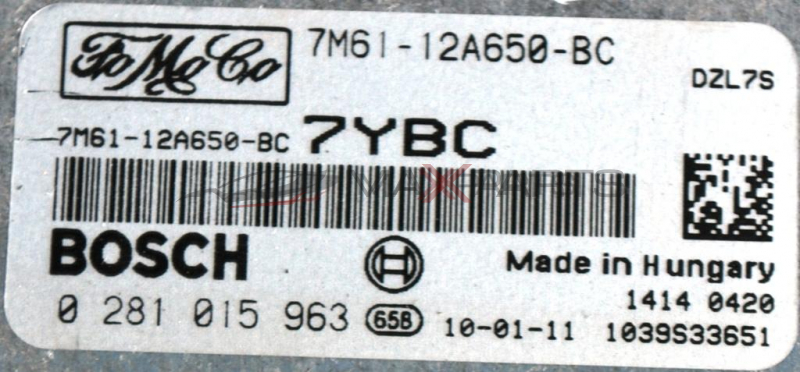 FoMoCo
7M61-12A650-BC
DZL7S
7M61-12A650-BC 7YBC
MAXPARTS
BOSCH
Made in Hungary
1414 0420
0 281 015 963 65B 10-01-11 1039S33651